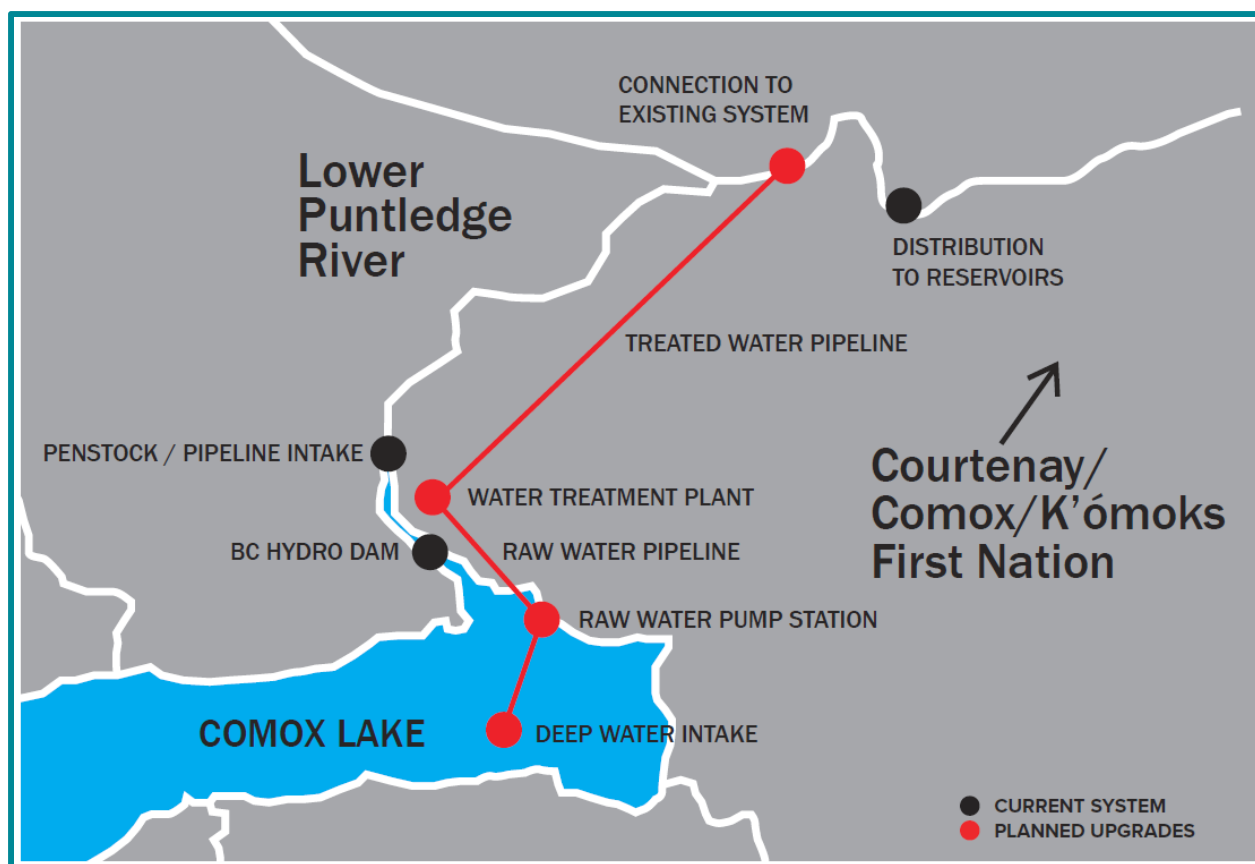 CONNECTION TO
EXISTING SYSTEM
Lower
Puntledge
River
DISTRIBUTION
TO RESERVOIRS
TREATED WATER PIPELINE
PENSTOCK / PIPELINE INTAKE
Courtenay/
Comox/K'ómoks
First Nation
WATER TREATMENT PLANT
BC HYDRO DAM
RAW WATER PIPELINE
RAW WATER PUMP STATION
COMOX LAKE
DEEP WATER INTAKE
CURRENT SYSTEM
PLANNED UPGRADES